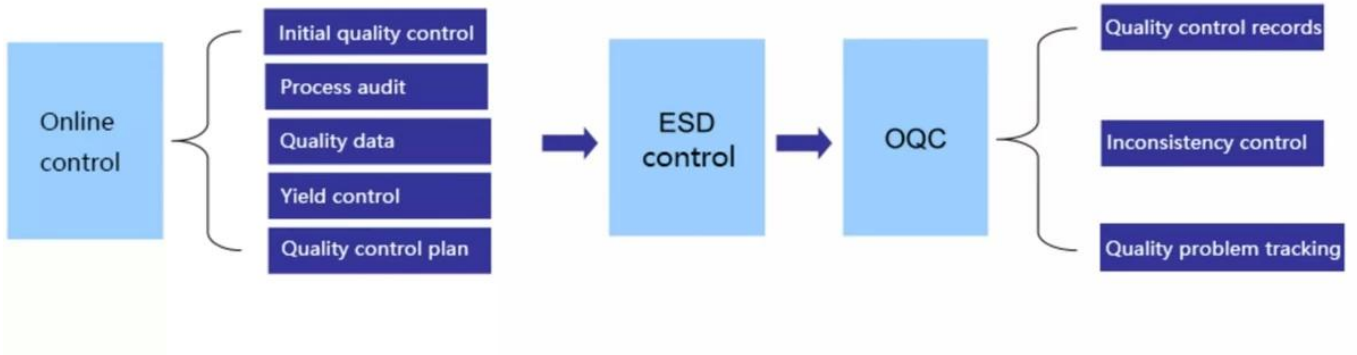 Online
control
Initial quality control
Process audit
Quality data
Yield control
Quality control plan
ESD
control
OQC
Quality control records
Inconsistency control
Quality problem tracking